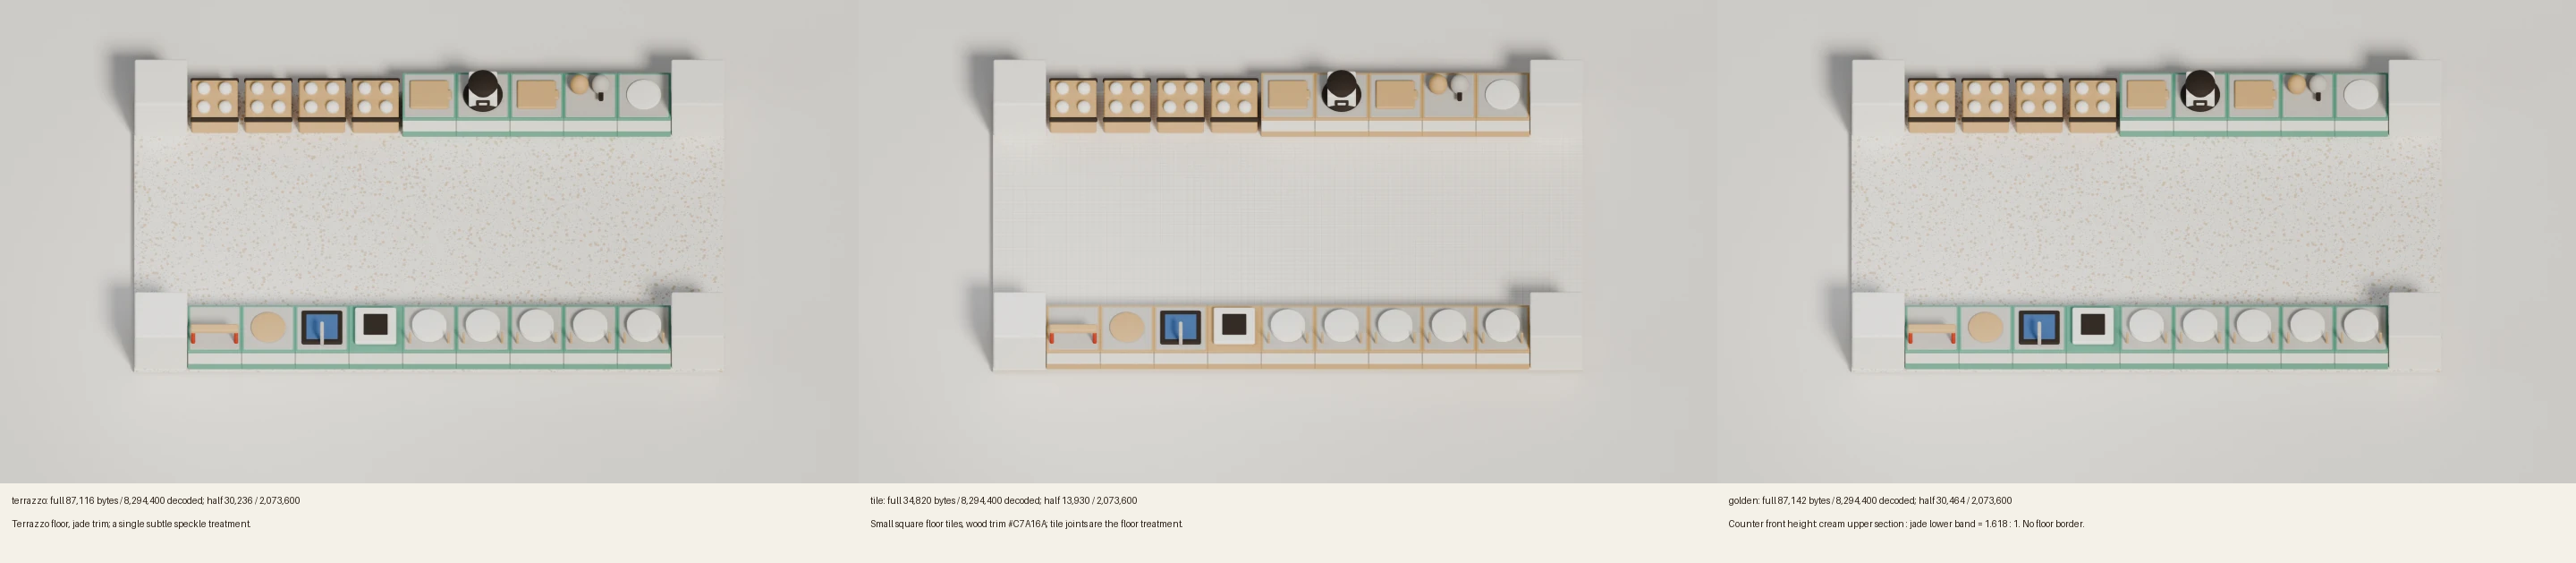 terrazzo: full 87,116 bytes / 8,294,400 decoded; half 30,236 / 2,073,600
Terrazzo floor, jade trim; a single subtle speckle treatment.
tile: full 34,820 bytes / 8,294,400 decoded; half 13,930 / 2,073,600
Small square floor tiles, wood trim #C7A16A; tile joints are the floor treatment.
golden: full 87,142 bytes / 8,294,400 decoded; half 30,464 / 2,073,600
Counter front height: cream upper section : jade lower band = 1.618 : 1. No floor border.